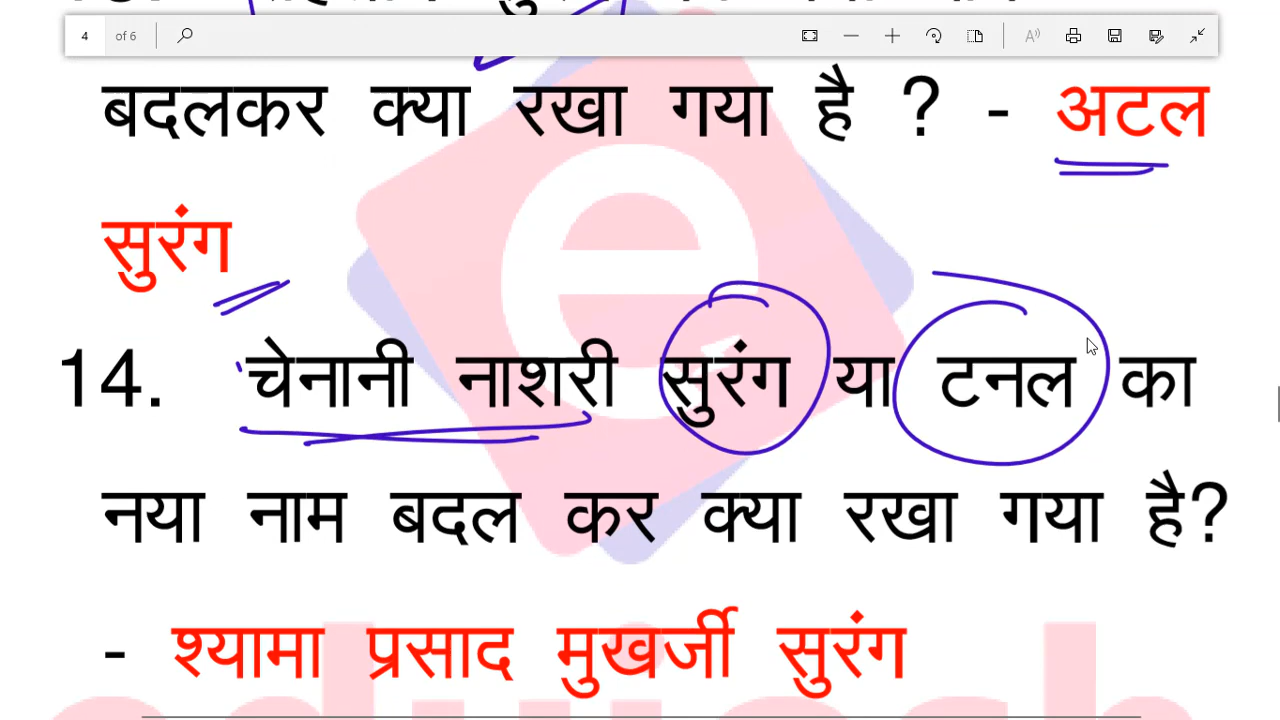 4 of 6
बदलकर क्या रखा गया है ? - अटल
सुरंग
14. चेनानी नाशरी सुरंग या टनल का
नया नाम बदल कर क्या रखा गया है?
- श्यामा प्रसाद मुखर्जी सुरंग